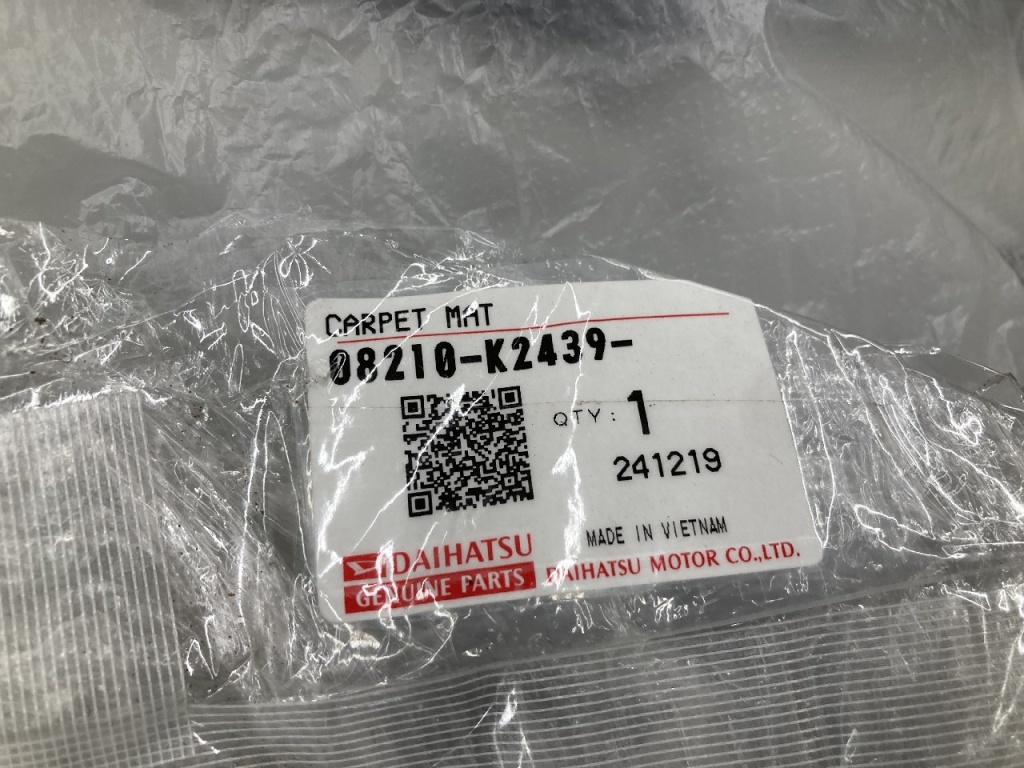 CARPET MAT
08210-K2439-
QTY: 1
241219
MADE IN VIETNAM
DAIHATSU
GENUINE PARTS
DAIHATSU MOTOR CO.,LTD.